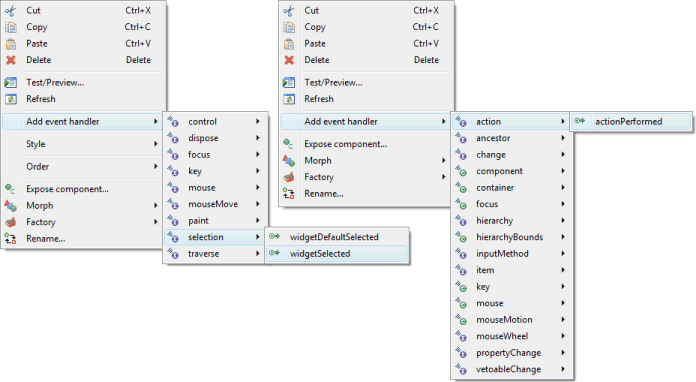 Cut Ctrl+X
Copy Ctrl+C
Paste Ctrl+V
Delete Delete
Test/Preview...
Refresh
Add event handler
Style
Order
Expose component...
Morph
Factory
Rename...
control
dispose
focus
key
mouse
mouseMove
paint
selection
traverse
widgetDefaultSelected
widgetSelected
Cut Ctrl+X
Copy Ctrl+C
Paste Ctrl+V
Delete Delete
Test/Preview...
Refresh
Add event handler
Expose component...
Morph
Factory
Rename...
action
ancestor
change
component
container
focus
hierarchy
hierarchyBounds
inputMethod
item
key
mouse
mouseMotion
mouseWheel
propertyChange
vetoableChange
actionPerformed